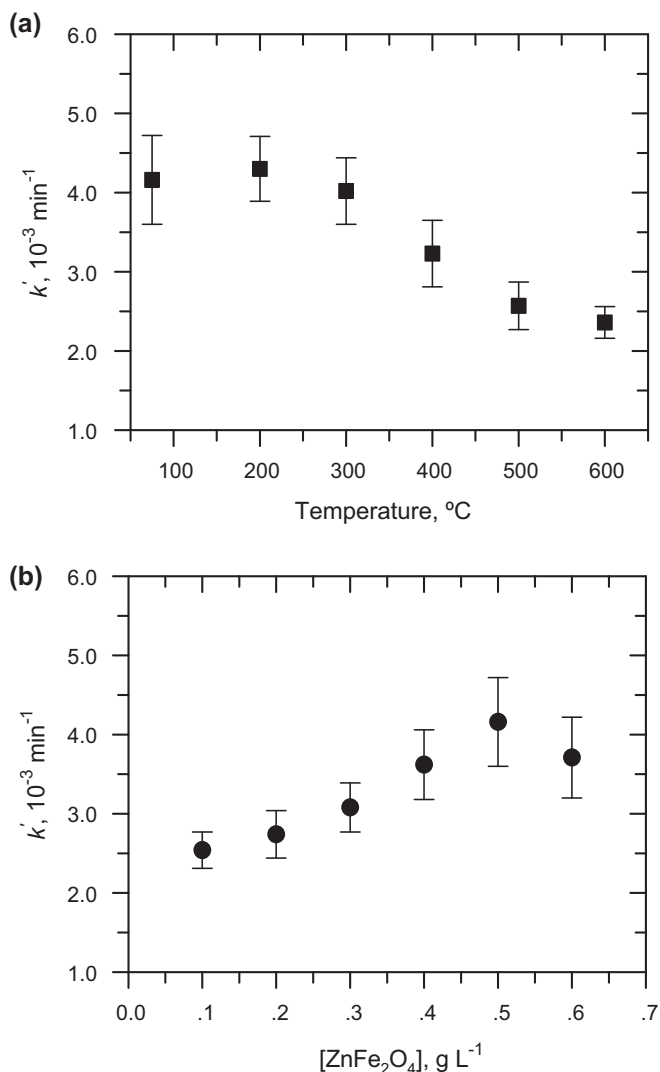 (a)
6.0
5.0
4.0
3.0
2.0
1.0
k′, 10⁻³ min⁻¹
100 200 300 400 500 600
Temperature, ºC
(b)
6.0
5.0
4.0
3.0
2.0
1.0
k′, 10⁻³ min⁻¹
0.0 .1 .2 .3 .4 .5 .6 .7
[ZnFe₂O₄], g L⁻¹